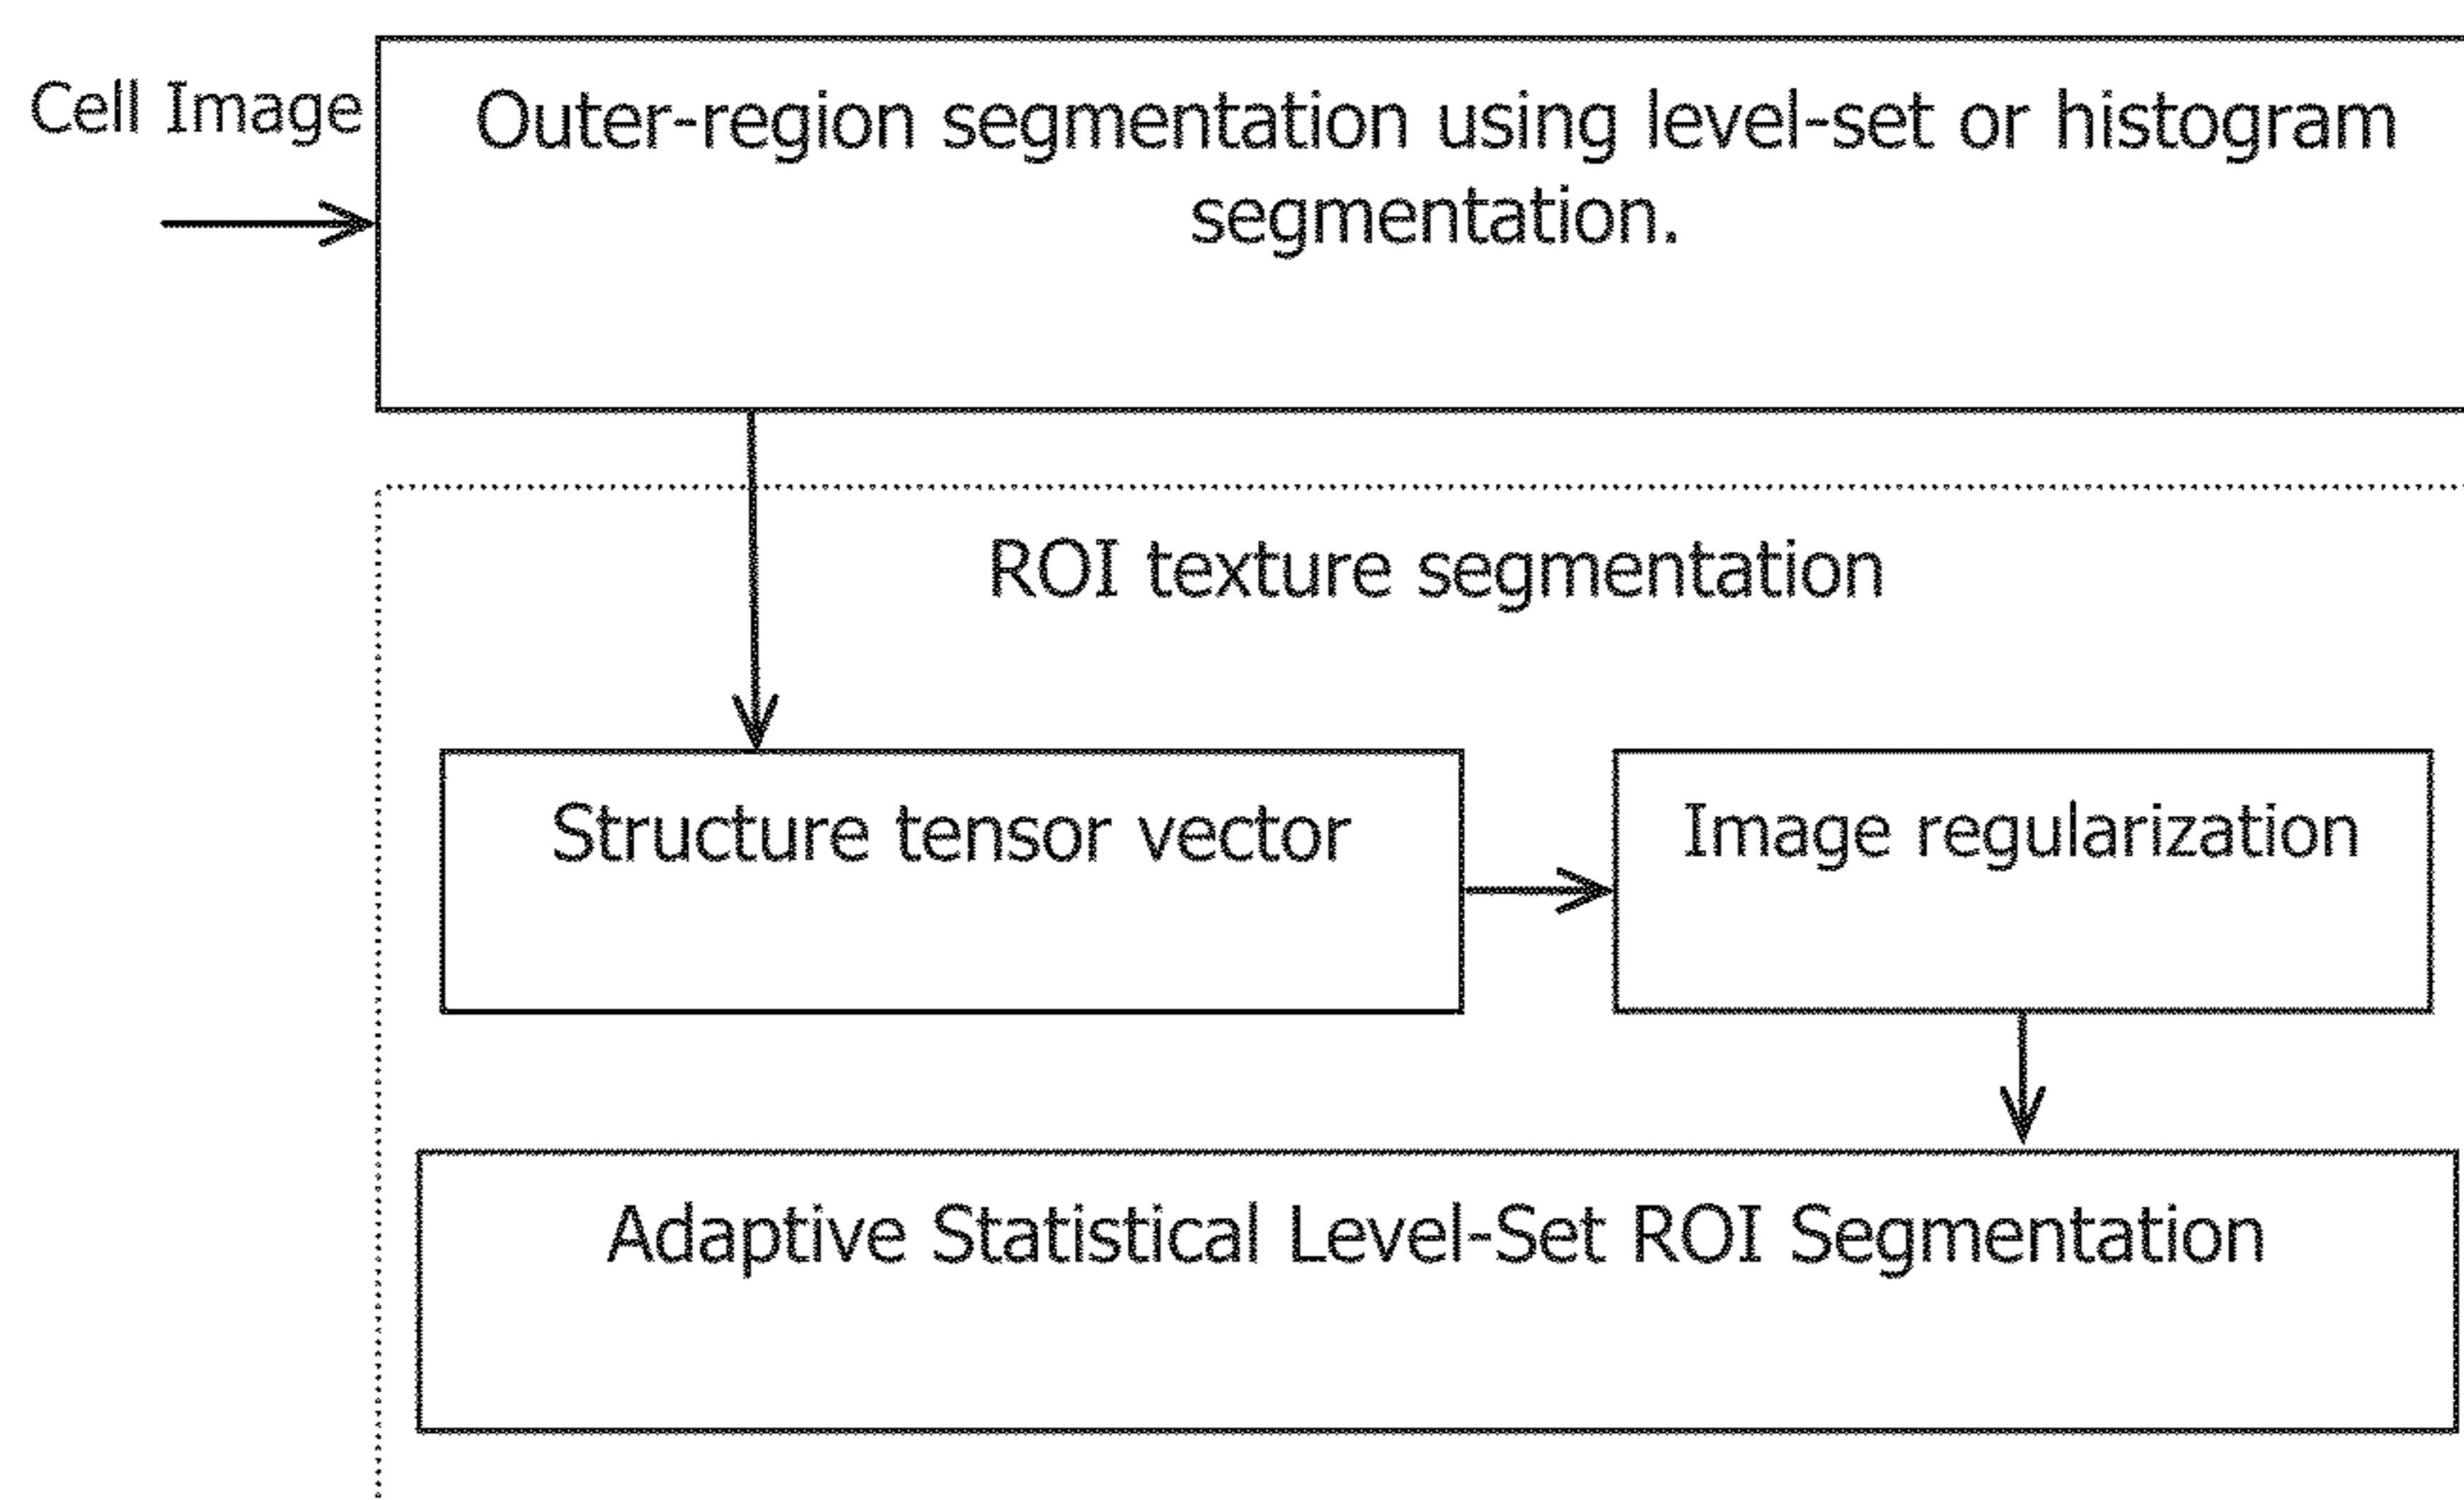 Cell Image
Outer-region segmentation using level-set or histogram
segmentation.
ROI texture segmentation
Structure tensor vector
Image regularization
Adaptive Statistical Level-Set ROI Segmentation